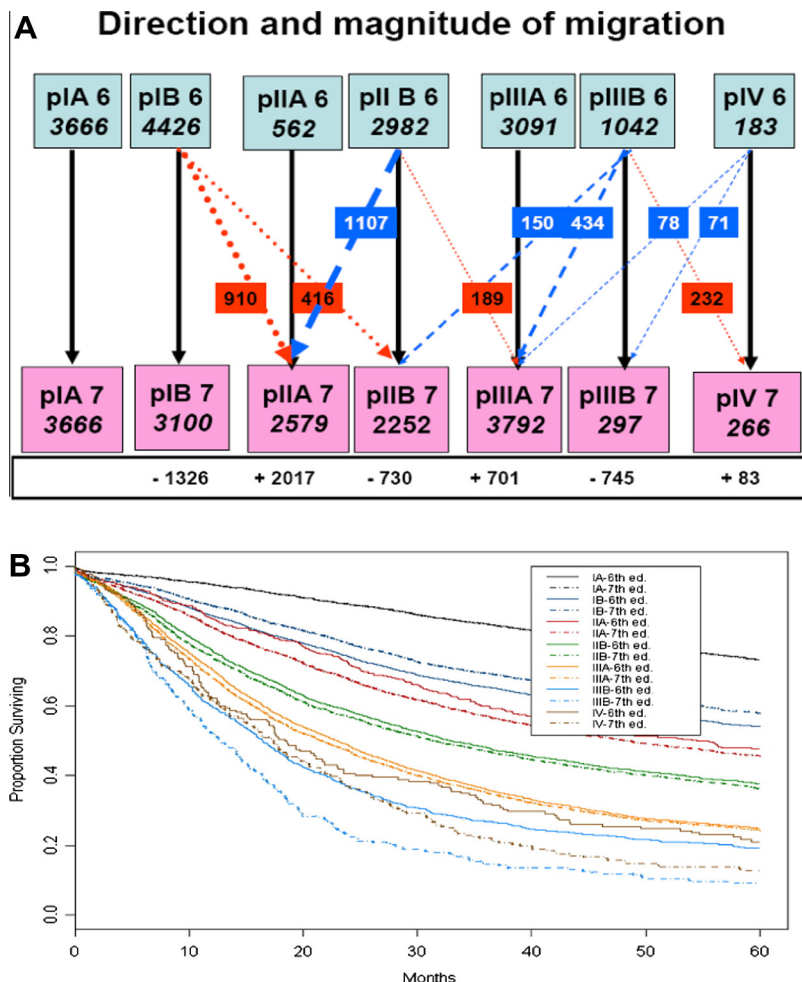 A
Direction and magnitude of migration
pIA 6
3666
pIB 6
4426
pIIA 6
562
pII B 6
2982
pIIIA 6
3091
pIIIB 6
1042
pIV 6
183
1107
150
434
78
71
910
416
189
232
pIA 7
3666
pIB 7
3100
pIIA 7
2579
pIIB 7
2252
pIIIA 7
3792
pIIIB 7
297
pIV 7
266
- 1326
+ 2017
- 730
+ 701
- 745
+ 83
B
Proportion Surviving
1.0
0.8
0.6
0.4
0.2
0.0
IA-6th ed.
IA-7th ed.
IB-6th ed.
IB-7th ed.
IIA-6th ed.
IIA-7th ed.
IIB-6th ed.
IIB-7th ed.
IIIA-6th ed.
IIIA-7th ed.
IIIB-6th ed.
IIIB-7th ed.
IV-6th ed.
IV-7th ed.
0 10 20 30 40 50 60
Months